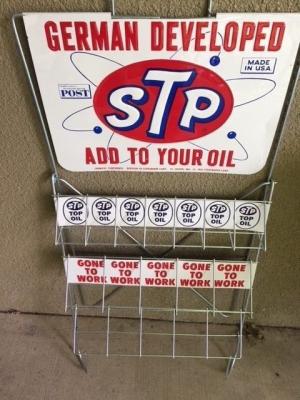 GERMAN DEVELOPED
MADE
IN USA
POST
STP
ADD TO YOUR OIL
STP STP STP STP STP STP STP
TOP TOP TOP TOP TOP TOP TOP
OIL OIL OIL OIL OIL OIL OIL
GONE GONE GONE GONE GONE
TO TO TO TO TO
WORK WORK WORK WORK WORK